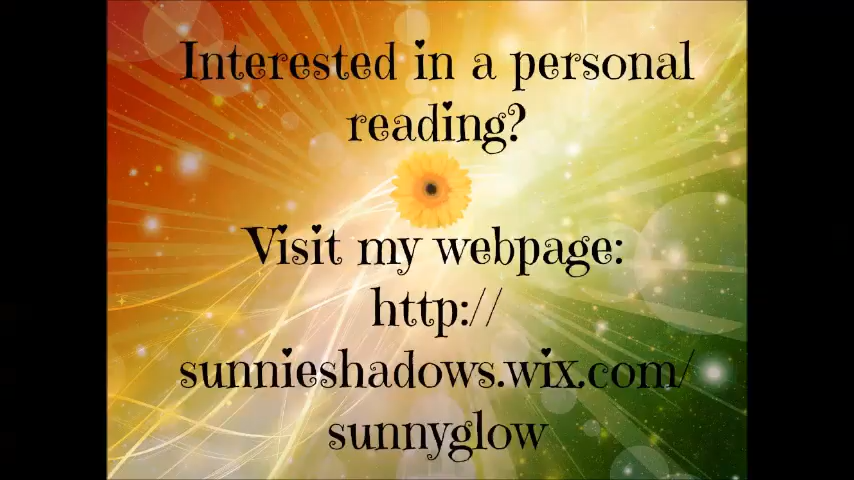 Interested in a personal
reading?
Visit my webpage:
http://
sunnieshadows.wix.com/
sunnyglow